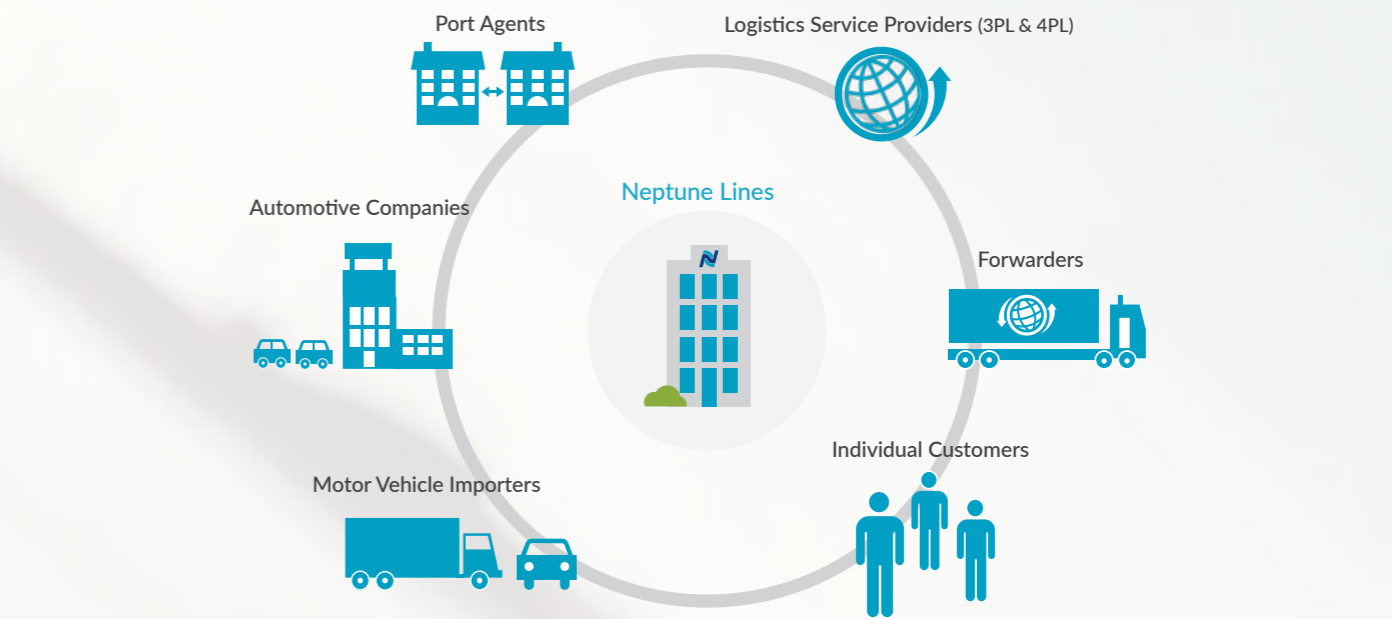 Port Agents
Logistics Service Providers (3PL & 4PL)
Neptune Lines
Automotive Companies
Forwarders
Individual Customers
Motor Vehicle Importers